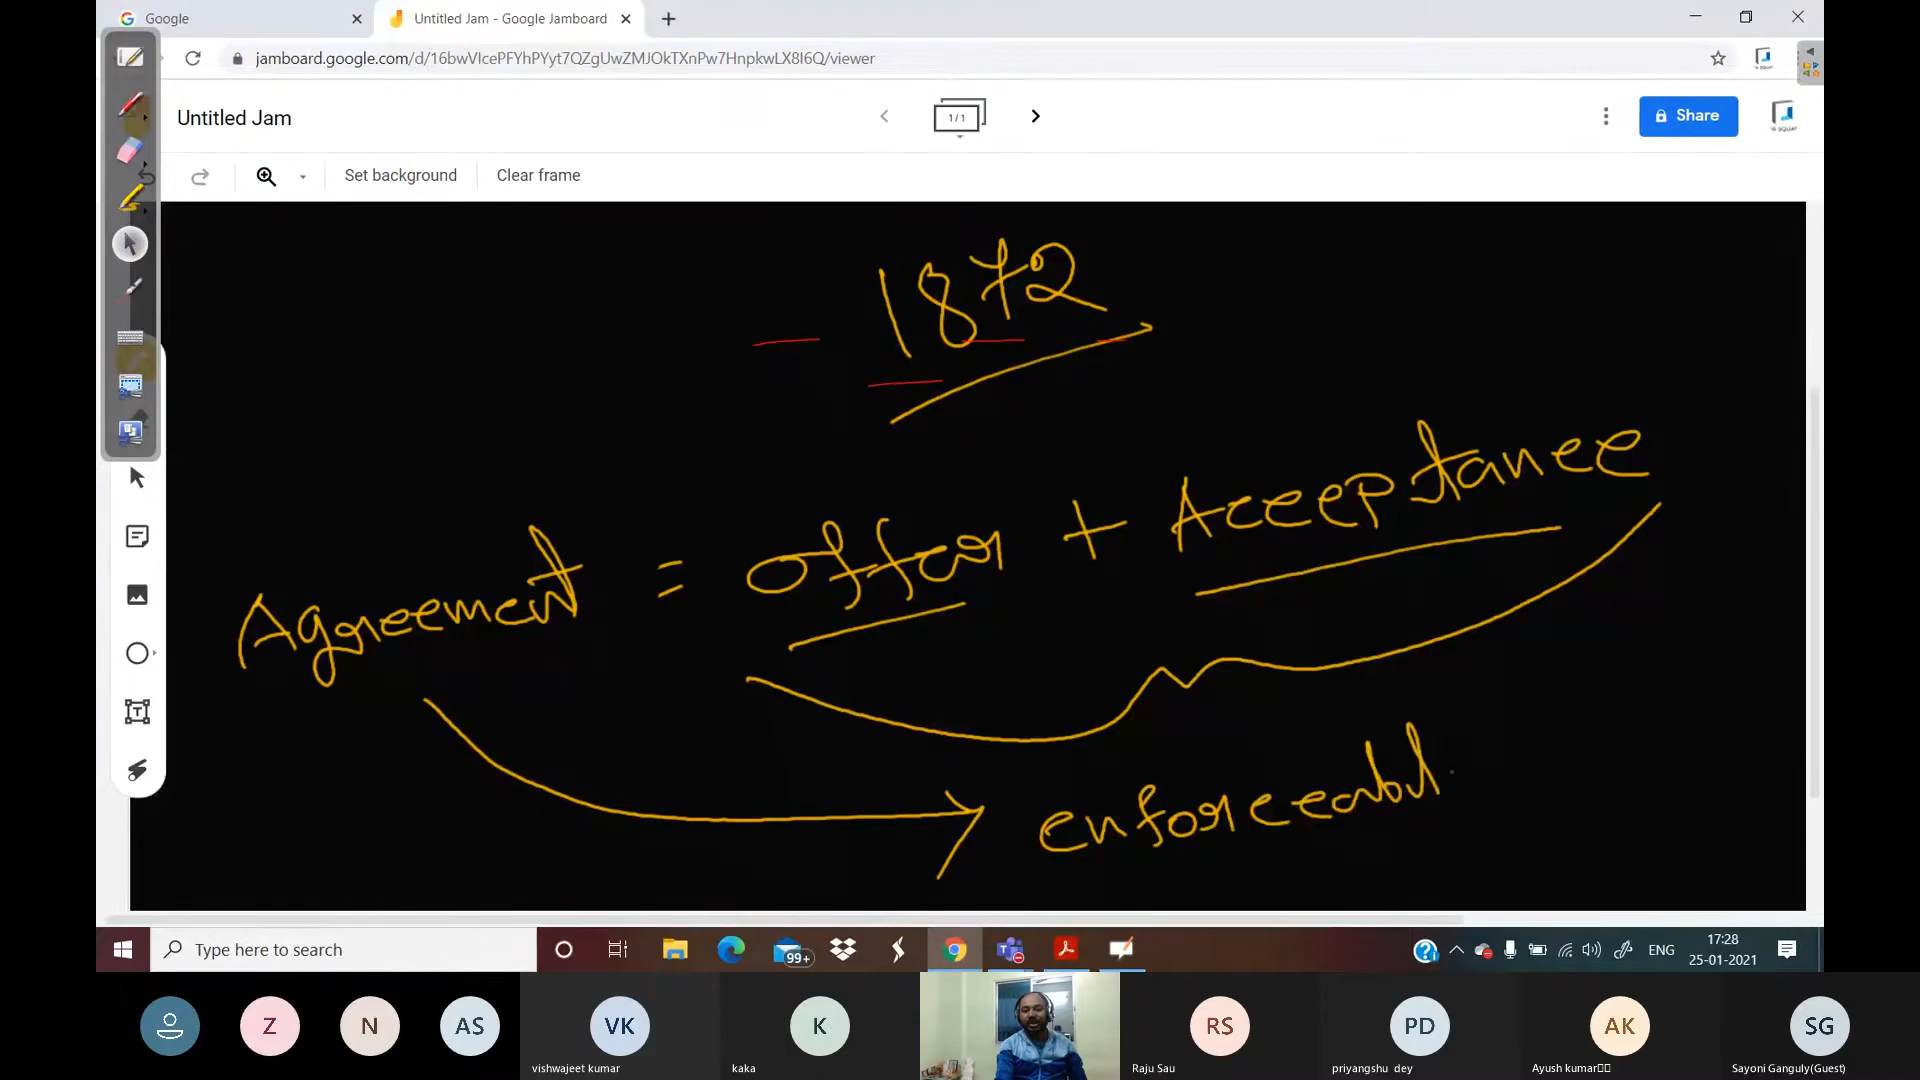 Google
Untitled Jam - Google Jamboard
jamboard.google.com/d/16bwVIcePFYhPYyt7QZgUwZMJOkTXnPw7HnpkwLX8I6Q/viewer
Untitled Jam
1/1
Share
Set background
Clear frame
1872
Agreement = offer + Acceptance
enforceabl
Type here to search
99+
ENG
17:28
25-01-2021
Z
N
AS
VK
K
RS
PD
AK
SG
vishwajeet kumar
kaka
Raju Sau
priyangshu dey
Ayush kumar
Sayoni Ganguly(Guest)